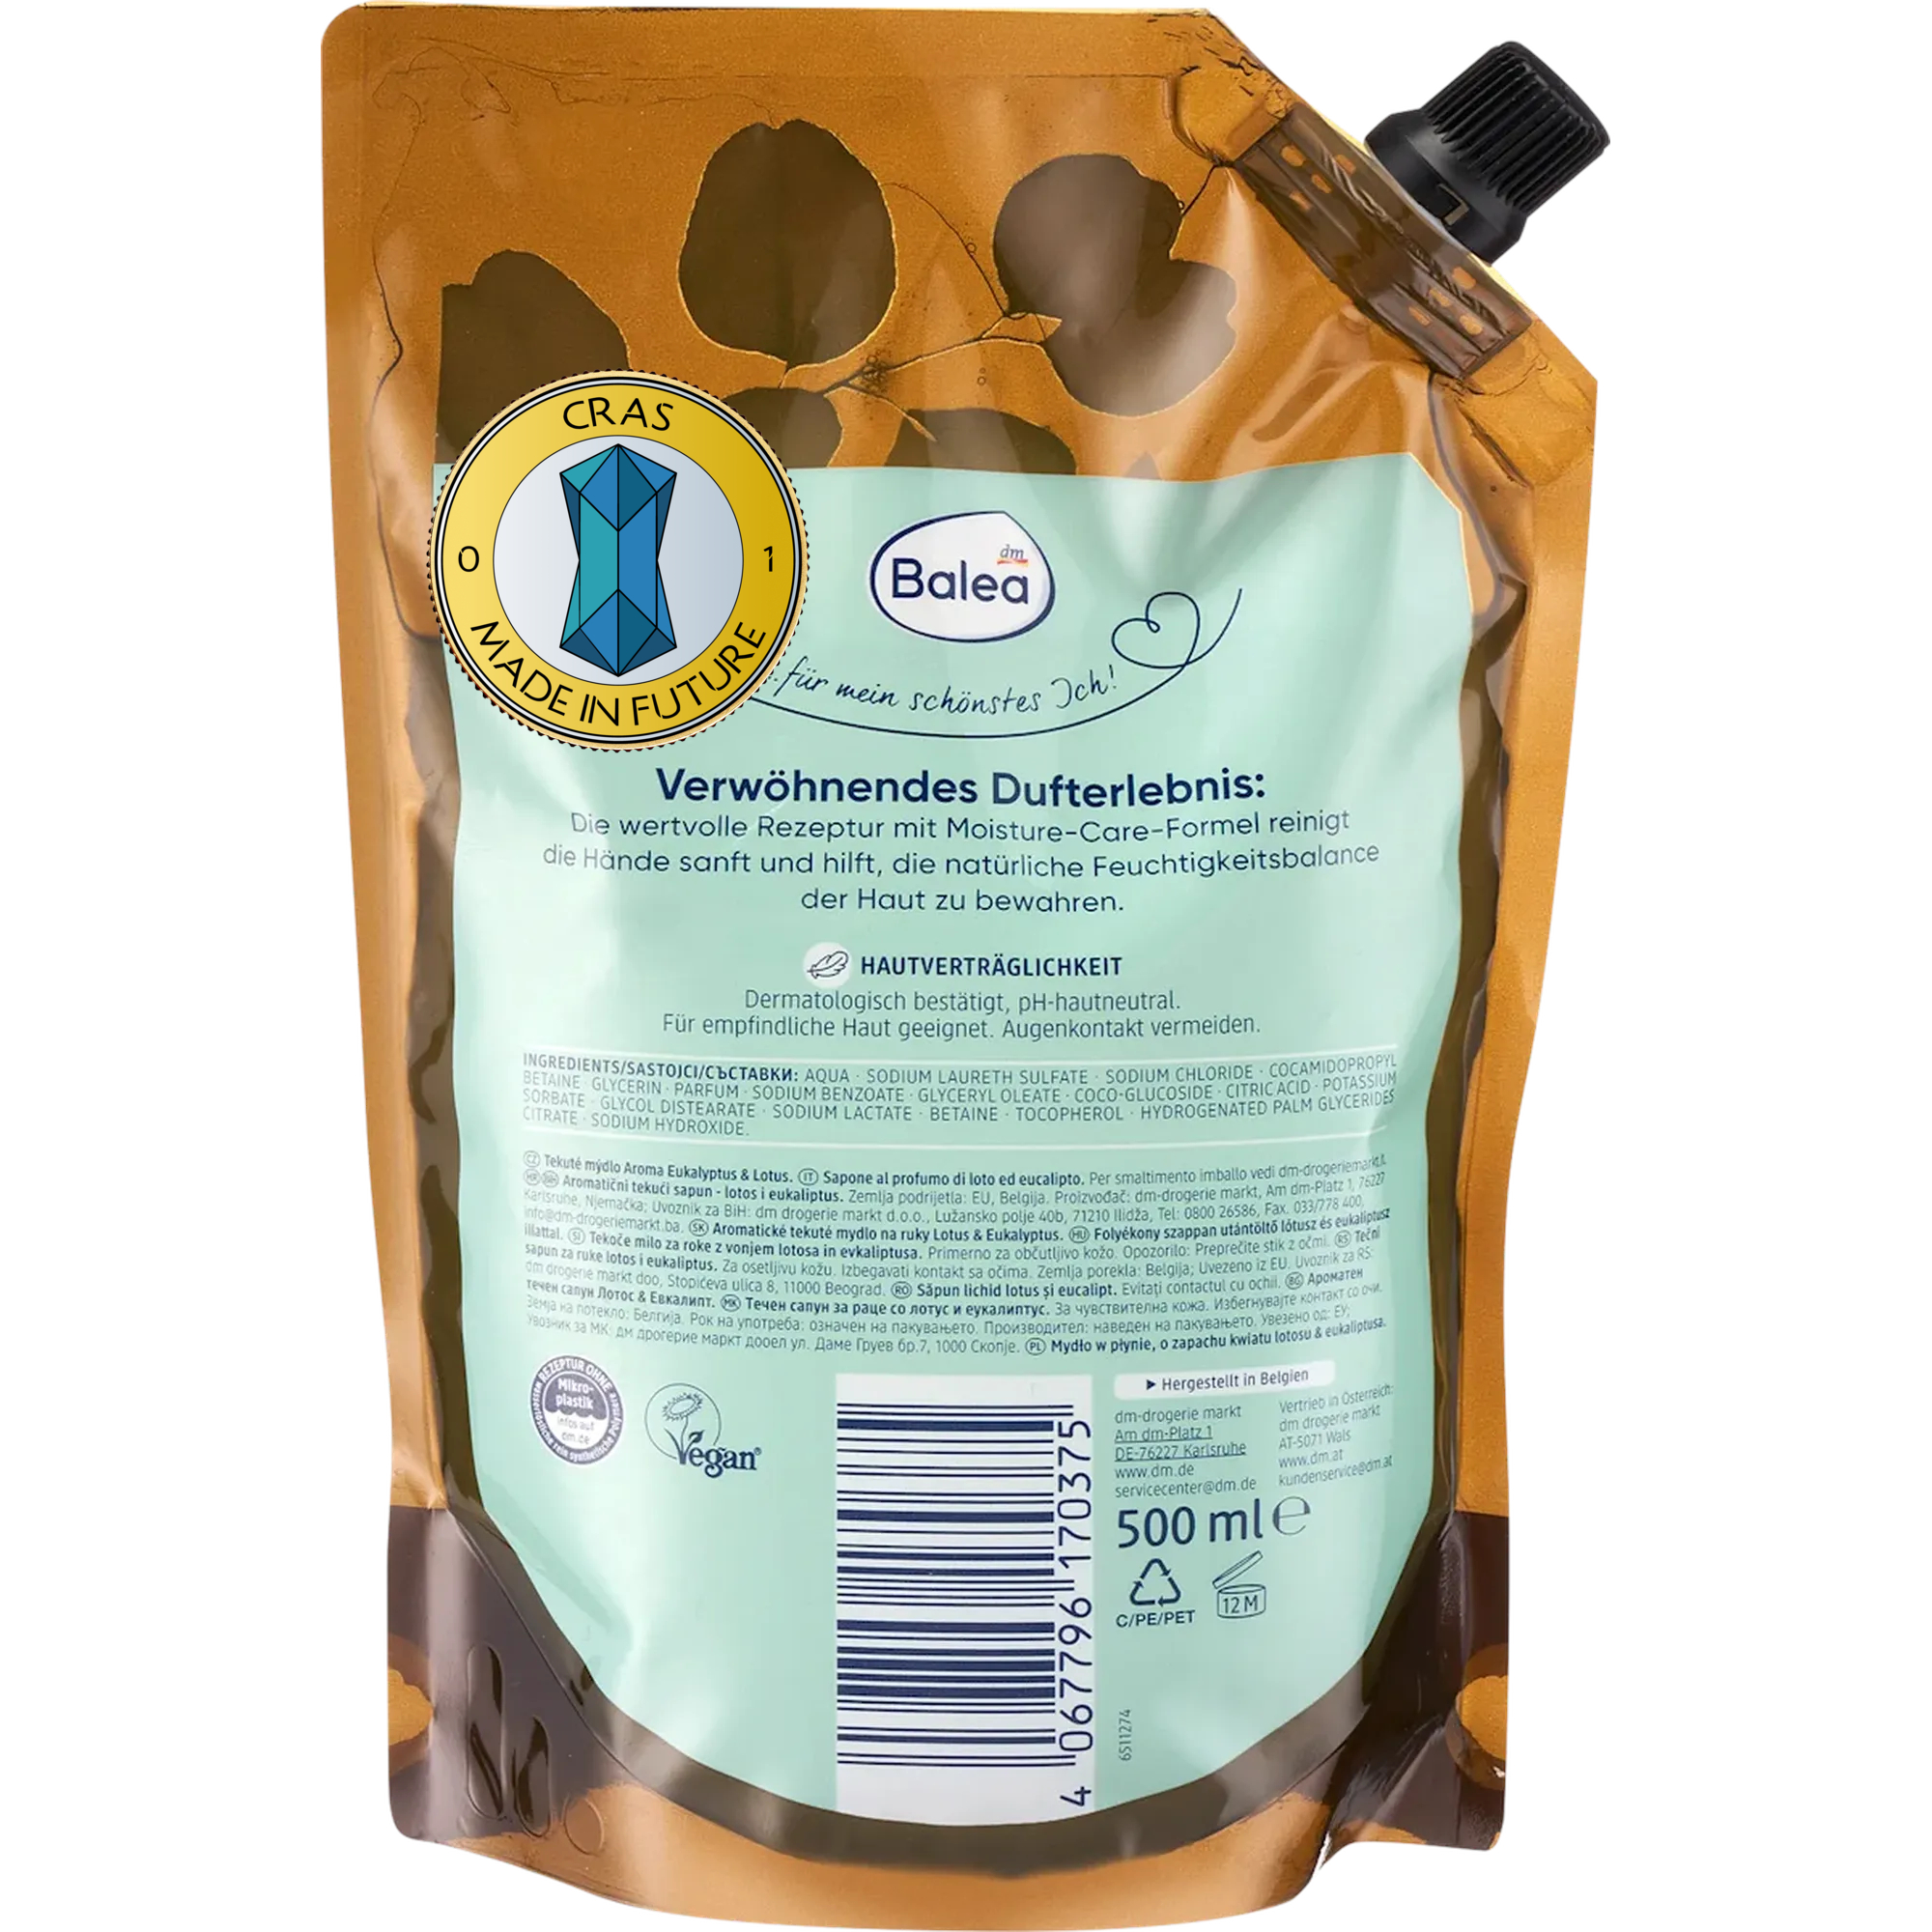 CRAS
0 1
MADE IN FUTURE
Balea
dm
für mein schönstes Ich!
Verwöhnendes Dufterlebnis:
Die wertvolle Rezeptur mit Moisture-Care-Formel reinigt
die Hände sanft und hilft, die natürliche Feuchtigkeitsbalance
der Haut zu bewahren.
HAUTVERTRÄGLICHKEIT
Dermatologisch bestätigt, pH-hautneutral.
Für empfindliche Haut geeignet. Augenkontakt vermeiden.
INGREDIENTS/SASTOJCI/СЪСТАВКИ: AQUA · SODIUM LAURETH SULFATE · SODIUM CHLORIDE · COCAMIDOPROPYL
BETAINE · GLYCERIN · PARFUM · SODIUM BENZOATE · GLYCERYL OLEATE · COCO-GLUCOSIDE · CITRIC ACID · POTASSIUM
SORBATE · GLYCOL DISTEARATE · SODIUM LACTATE · BETAINE · TOCOPHEROL · HYDROGENATED PALM GLYCERIDES
CITRATE · SODIUM HYDROXIDE.
CZ Tekuté mýdlo Aroma Eukalyptus & Lotus. IT Sapone al profumo di loto ed eucalipto. Per smaltimento imballo vedi dm-drogeriemarkt.it.
HR BiH Aromatični tekući sapun - lotos i eukaliptus. Zemlja podrijetla: EU, Belgija. Proizvođač: dm-drogerie markt, Am dm-Platz 1, 76227
Karlsruhe, Njemačka; Uvoznik za BiH: dm drogerie markt d.o.o., Lužansko polje 40b, 71210 Ilidža, Tel: 0800 26586, Fax. 033/778 400,
info@dm-drogeriemarkt.ba. SK Aromatické tekuté mydlo na ruky Lotus & Eukalyptus. HU Folyékony szappan utántöltő lótusz és eukaliptusz
illattal. SI Tekoče milo za roke z vonjem lotosa in evkaliptusa. Primerno za občutljivo kožo. Opozorilo: Preprečite stik z očmi. RS Tečni
sapun za ruke lotos i eukaliptus. Za osetljivu kožu. Izbegavati kontakt sa očima. Zemlja porekla: Belgija; Uvezeno iz EU. Uvoznik za RS:
dm drogerie markt doo, Stopićeva ulica 8, 11000 Beograd. RO Săpun lichid lotus și eucalipt. Evitați contactul cu ochii. BG Ароматен
течен сапун Лотос & Евкалипт. MK Течен сапун за раце со лотус и еукалиптус. За чувствителна кожа. Избегнувајте контакт со очи.
Земја на потекло: Белгија. Рок на употреба: означен на пакувањето. Производител: наведен на пакувањето. Увезено од: ЕУ;
Увозник за МК: дм дрогерие маркт дооел ул. Даме Груев бр.7, 1000 Скопје. PL Mydło w płynie, o zapachu kwiatu lotosu & eukaliptusa.
REZEPTUR OHNE
Mikro-
plastik
Infos auf
dm.de
wasserlösliche rein synthetische Polymere
Vegan
4 067796 170375
Hergestellt in Belgien
dm-drogerie markt
Am dm-Platz 1
DE-76227 Karlsruhe
www.dm.de
servicecenter@dm.de
Vertrieb in Österreich:
dm drogerie markt
AT-5071 Wals
www.dm.at
kundenservice@dm.at
500 ml e
C/PE/PET
12 M
6511274